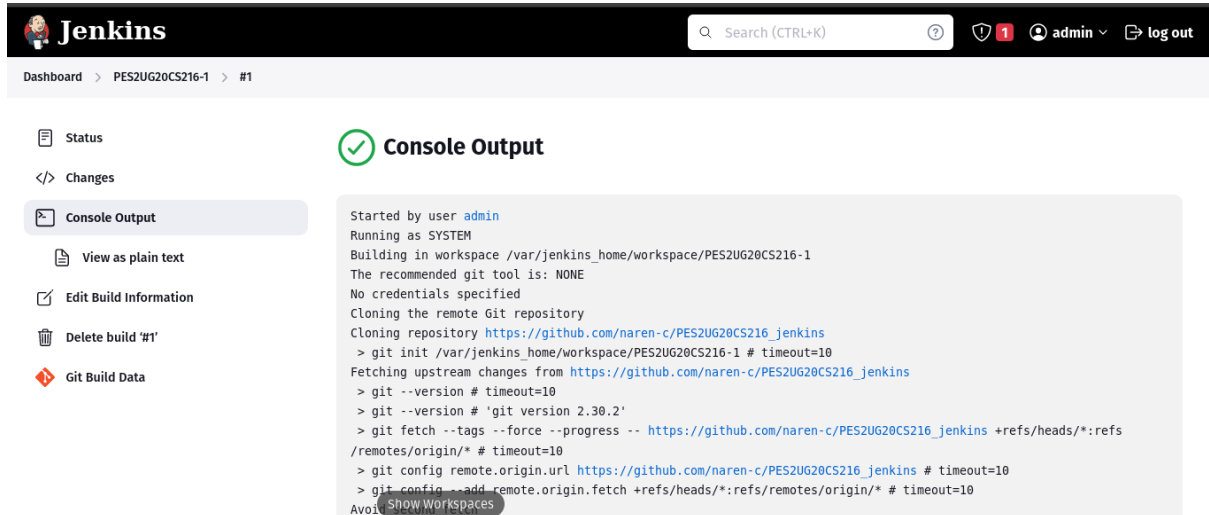 Jenkins
Search (CTRL+K)
1
admin
log out
Dashboard > PES2UG20CS216-1 > #1
Status
Changes
Console Output
View as plain text
Edit Build Information
Delete build ‘#1’
Git Build Data
Console Output
Started by user admin
Running as SYSTEM
Building in workspace /var/jenkins_home/workspace/PES2UG20CS216-1
The recommended git tool is: NONE
No credentials specified
Cloning the remote Git repository
Cloning repository https://github.com/naren-c/PES2UG20CS216_jenkins
 > git init /var/jenkins_home/workspace/PES2UG20CS216-1 # timeout=10
Fetching upstream changes from https://github.com/naren-c/PES2UG20CS216_jenkins
 > git --version # timeout=10
 > git --version # 'git version 2.30.2'
 > git fetch --tags --force --progress -- https://github.com/naren-c/PES2UG20CS216_jenkins +refs/heads/*:refs
/remotes/origin/* # timeout=10
 > git config remote.origin.url https://github.com/naren-c/PES2UG20CS216_jenkins # timeout=10
 > git config --add remote.origin.fetch +refs/heads/*:refs/remotes/origin/* # timeout=10
Avoid second fetch
Show Workspaces